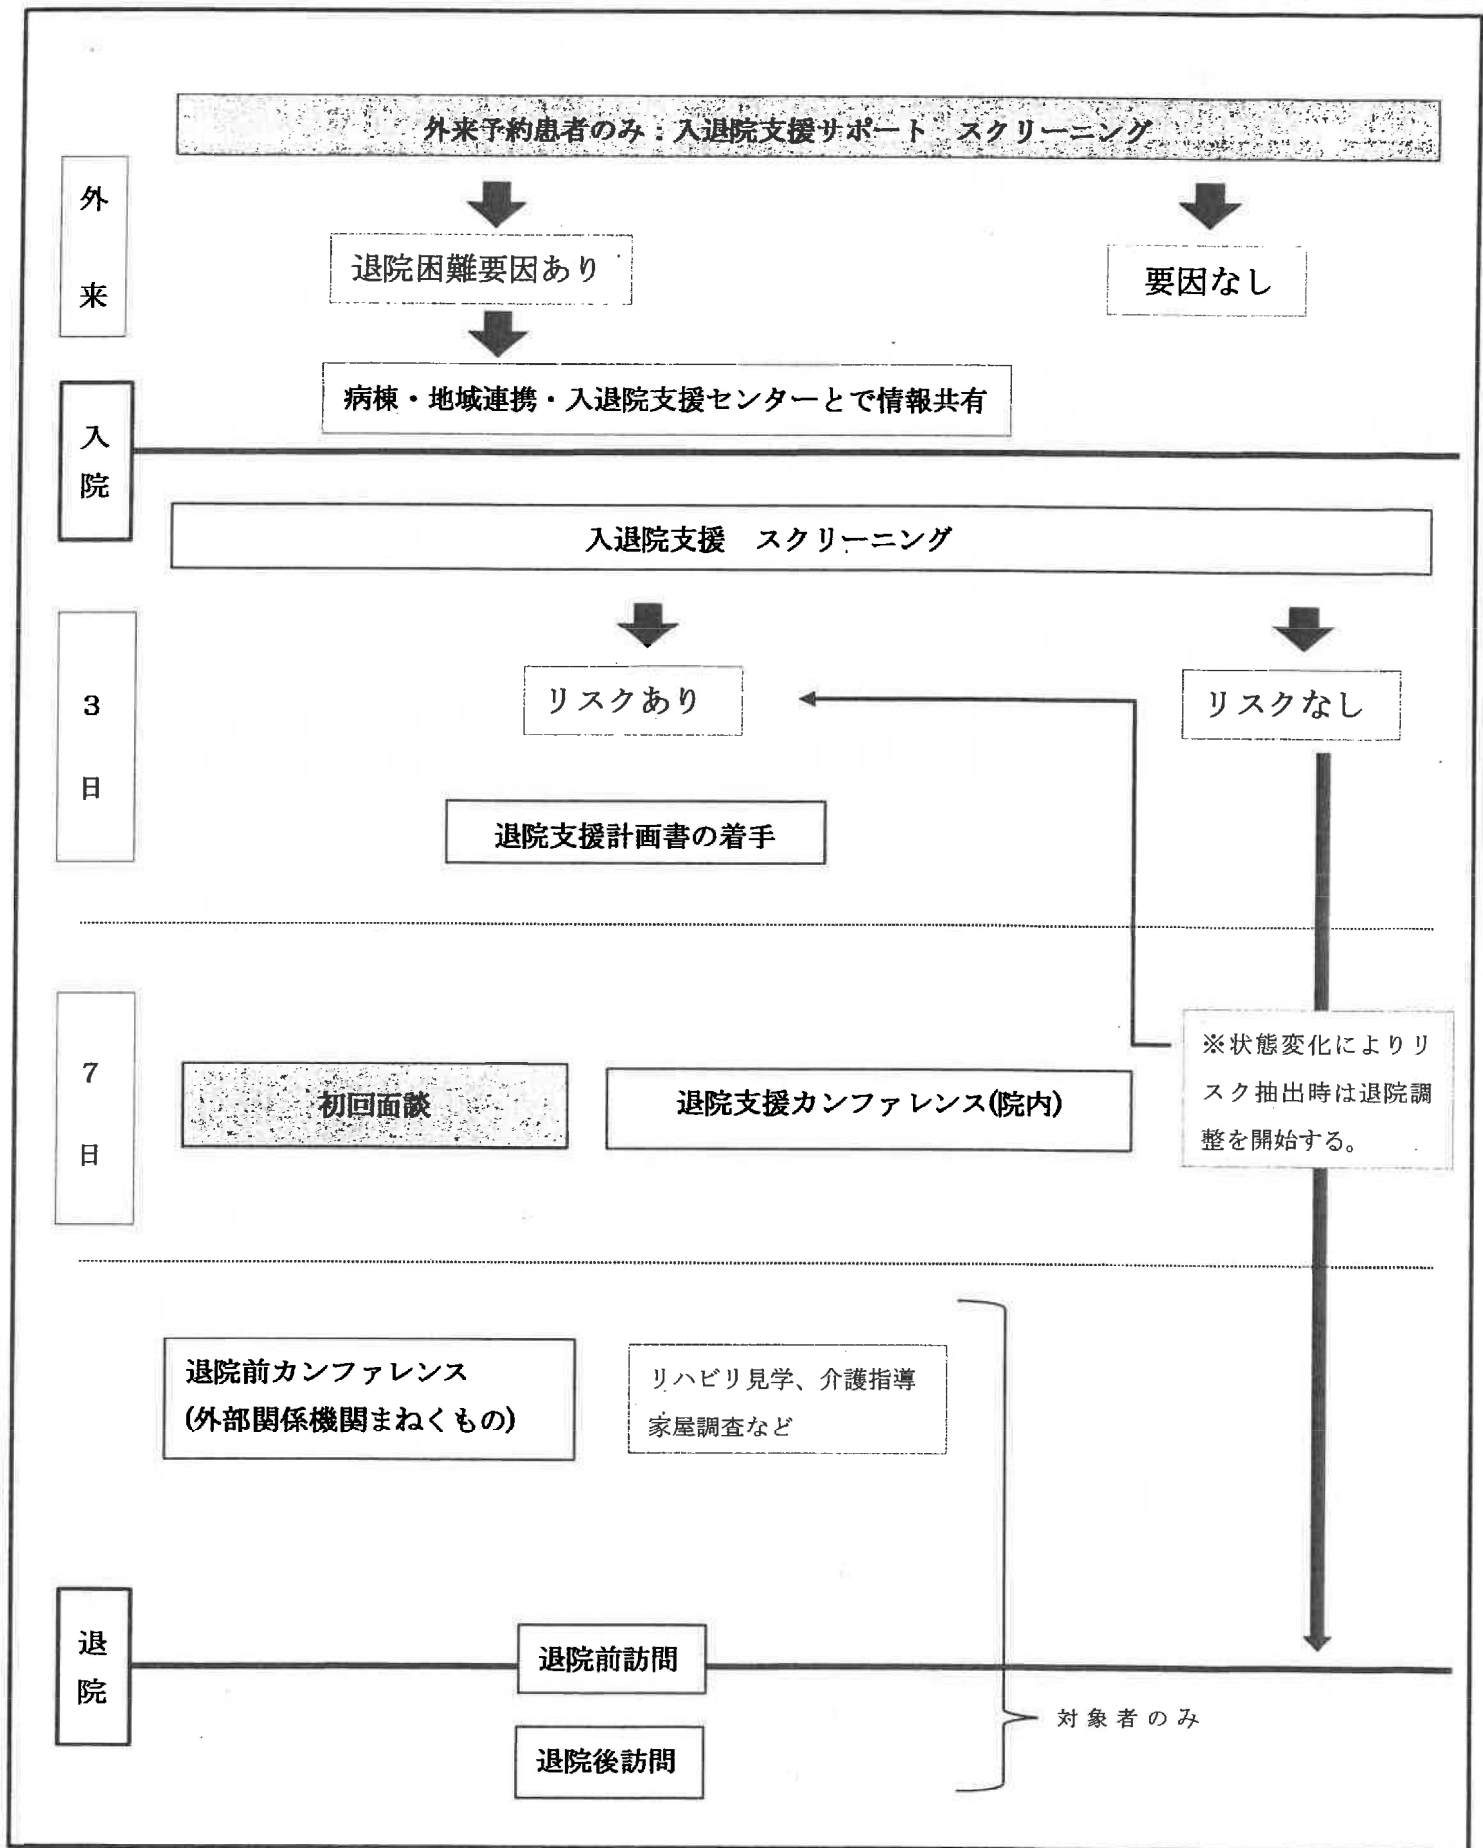 外来予約患者のみ：入退院支援サポート　スクリーニング
外
来
退院困難要因あり
要因なし
病棟・地域連携・入退院支援センターとで情報共有
入
院
入退院支援　スクリーニング
3
日
リスクあり
リスクなし
退院支援計画書の着手
7
日
初回面談
退院支援カンファレンス(院内)
※状態変化によりリ
スク抽出時は退院調
整を開始する。
退院前カンファレンス
(外部関係機関まねくもの)
リハビリ見学、介護指導
家屋調査など
退
院
退院前訪問
対象者のみ
退院後訪問